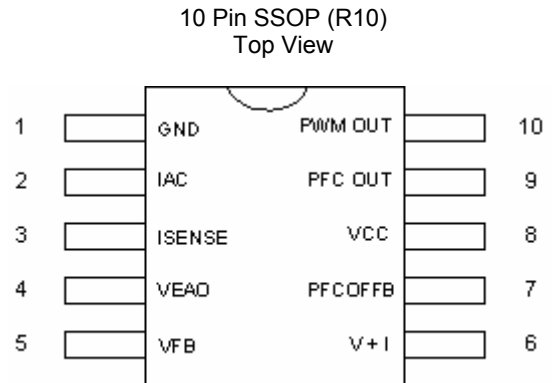 10 Pin SSOP (R10)
Top View
1 GND PWM OUT 10
2 IAC PFC OUT 9
3 ISENSE VCC 8
4 VEAO PFCOFFB 7
5 VFB V + I 6